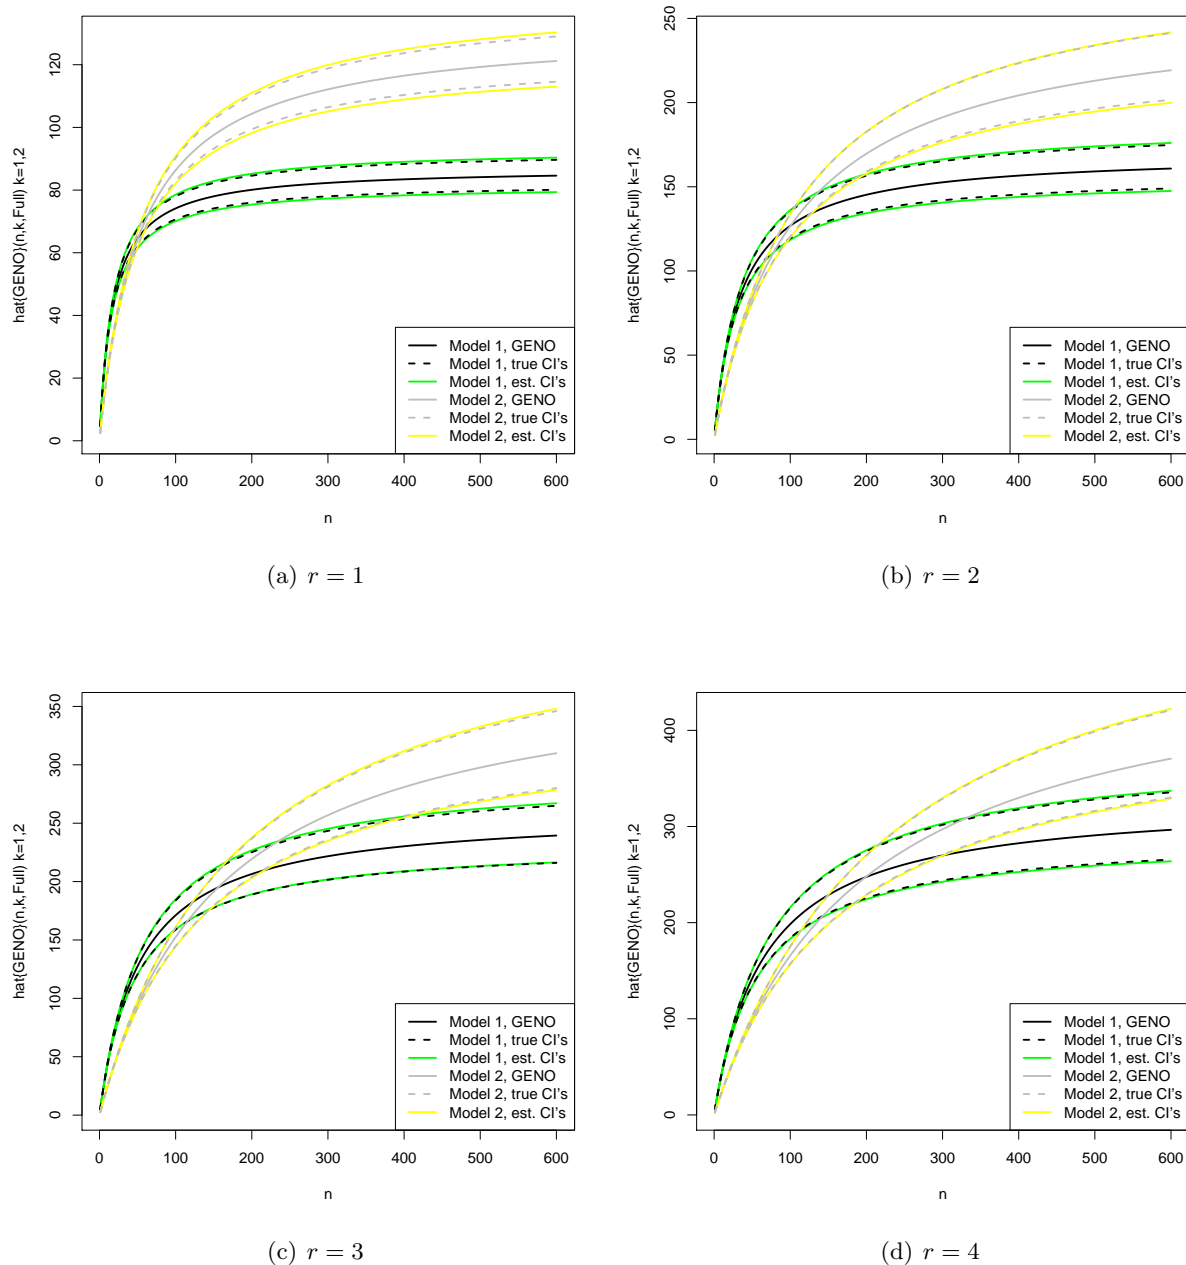 hat{GENO}(n,k,Full) k=1,2
0 20 40 60 80 100 120
Model 1, GENO
Model 1, true CI's
Model 1, est. CI's
Model 2, GENO
Model 2, true CI's
Model 2, est. CI's
0 100 200 300 400 500 600
n
(a) r = 1
hat{GENO}(n,k,Full) k=1,2
0 50 100 150 200 250
Model 1, GENO
Model 1, true CI's
Model 1, est. CI's
Model 2, GENO
Model 2, true CI's
Model 2, est. CI's
0 100 200 300 400 500 600
n
(b) r = 2
hat{GENO}(n,k,Full) k=1,2
0 50 100 150 200 250 300 350
Model 1, GENO
Model 1, true CI's
Model 1, est. CI's
Model 2, GENO
Model 2, true CI's
Model 2, est. CI's
0 100 200 300 400 500 600
n
(c) r = 3
hat{GENO}(n,k,Full) k=1,2
0 100 200 300 400
Model 1, GENO
Model 1, true CI's
Model 1, est. CI's
Model 2, GENO
Model 2, true CI's
Model 2, est. CI's
0 100 200 300 400 500 600
n
(d) r = 4